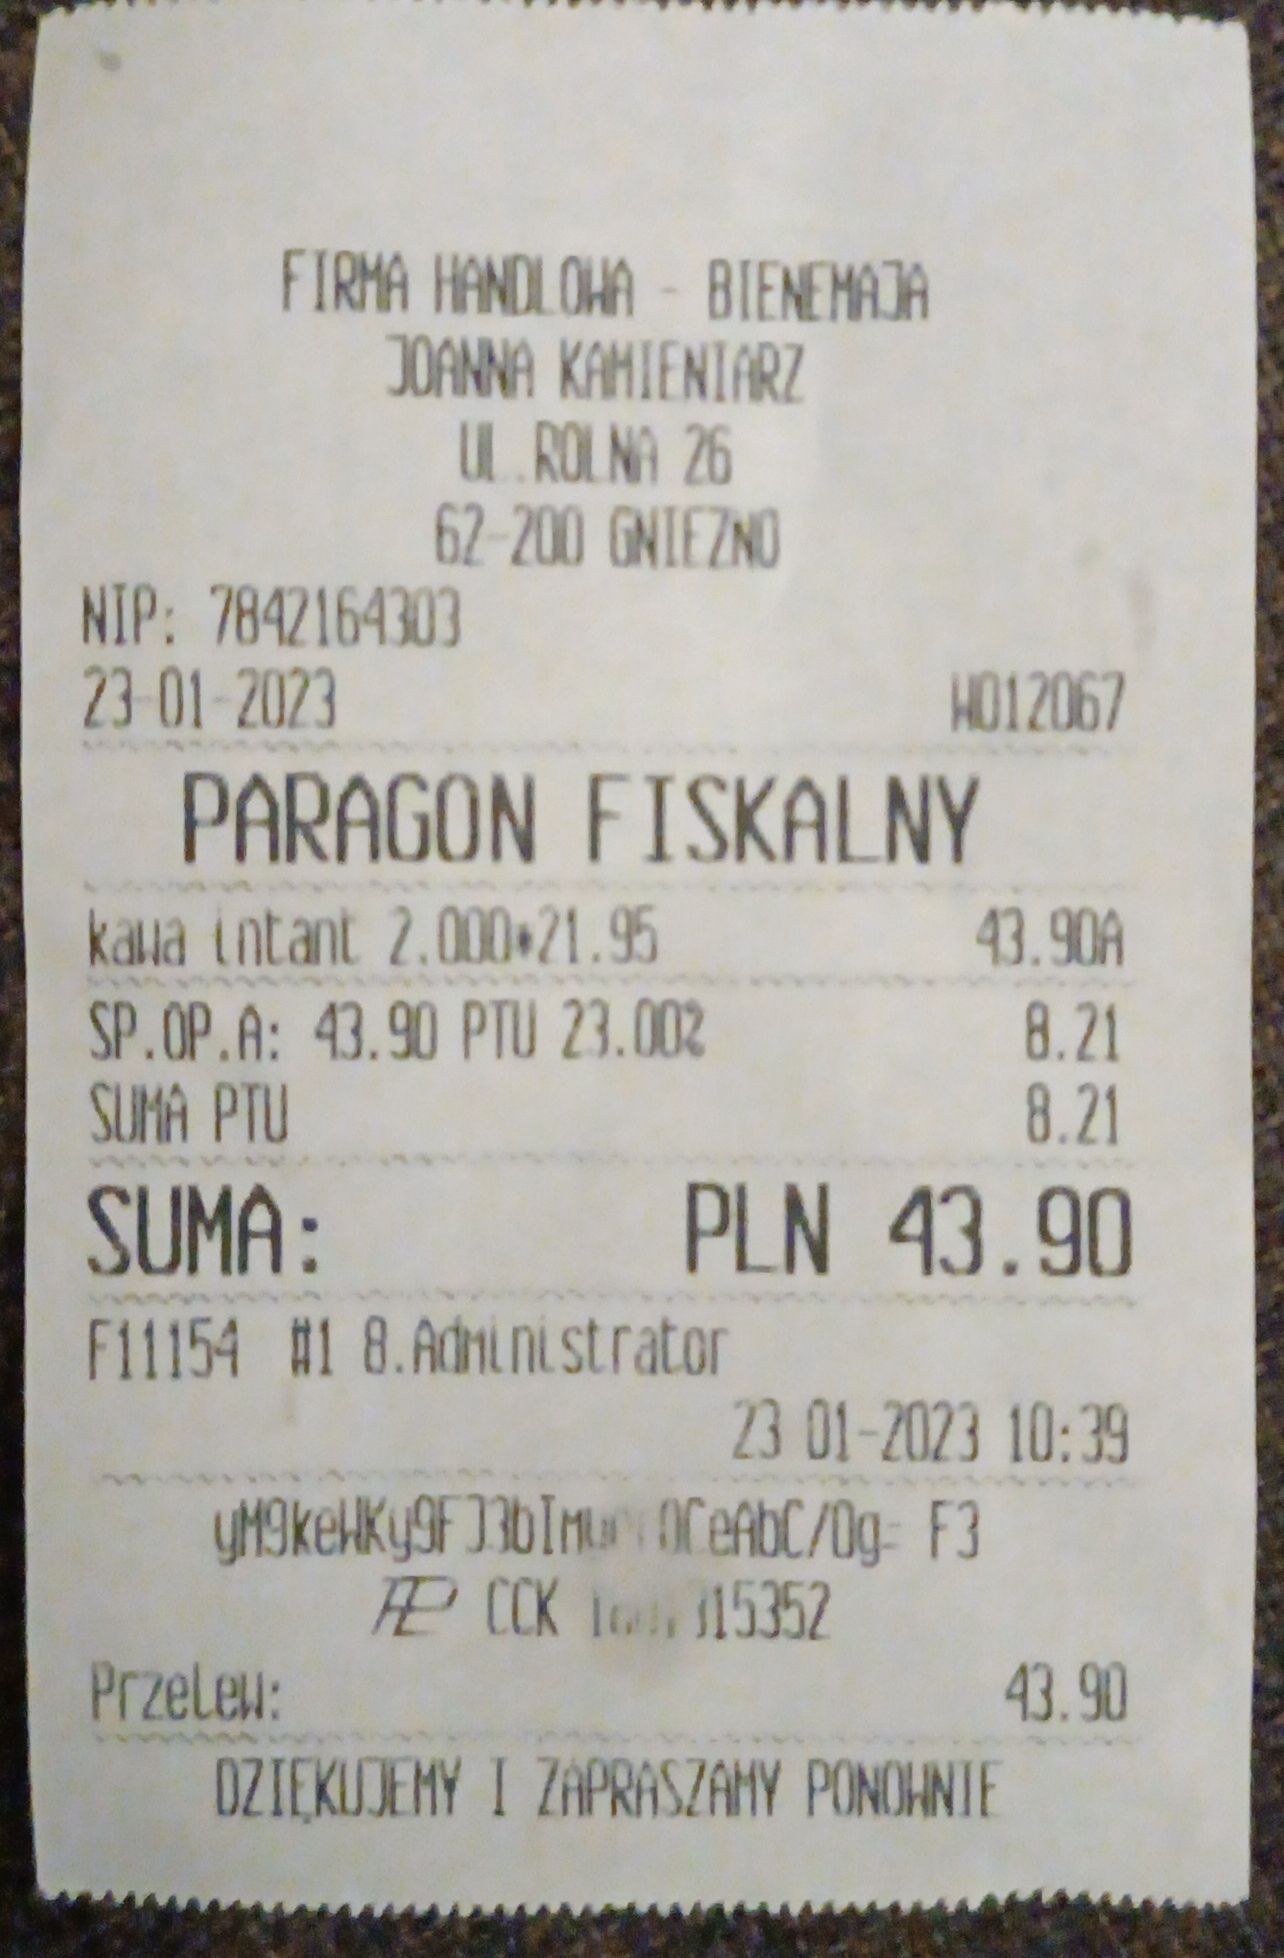 FIRMA HANDLOWA - BIENEMAJA
JOANNA KAMIENIARZ
UL.ROLNA 26
62-200 GNIEZNO
NIP: 7842164303
23-01-2023 W012067
PARAGON FISKALNY
kawa intant 2.000*21.95 43.90A
SP.OP.A: 43.90 PTU 23.00% 8.21
SUMA PTU 8.21
SUMA: PLN 43.90
F11154 #1 8.Administrator
23-01-2023 10:39
F3
CCK
Przelew: 43.90
DZIĘKUJEMY I ZAPRASZAMY PONOWNIE